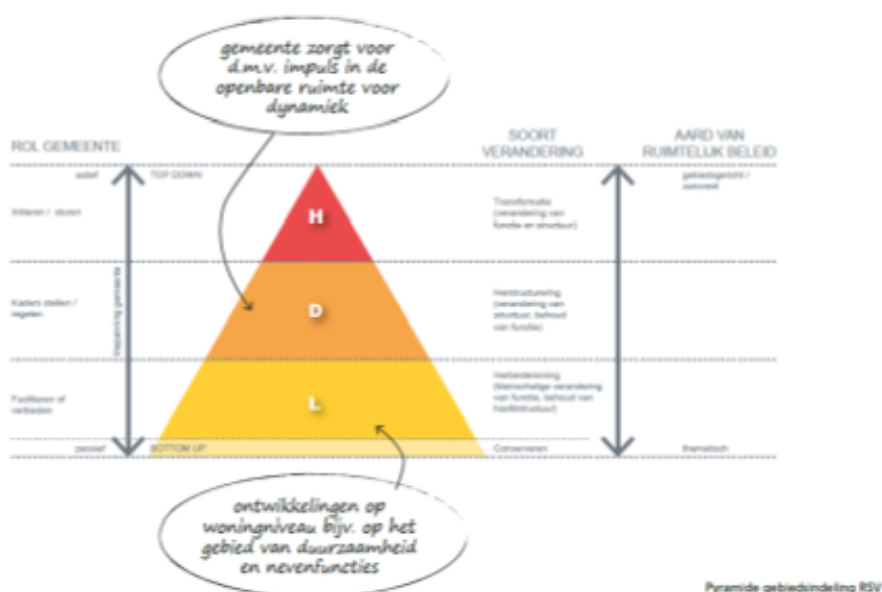 gemeente zorgt voor
d.m.v. impuls in de
openbare ruimte voor
dynamiek
ROL GEMEENTE
SOORT
VERANDERING
AARD VAN
RUIMTELIJK BELEID
actief
TOP DOWN
gebiedsgericht /
Initiëren / sturen
H
Transformatie
(verandering van
functie en structuur)
Inspanning gemeente
Kaders stellen /
regelen
D
Herstructurering
(verandering van
structuur, behoud
van functie)
Faciliteren of
verbieden
L
Herbestemming
(kleinschalige verandering
van functie, behoud van
hoofdstructuur)
passief
BOTTOM UP
Conserveren
thematisch
ontwikkelingen op
woningniveau bijv. op het
gebied van duurzaamheid
en nevenfuncties
Pyramide gebiedsindeling RSV